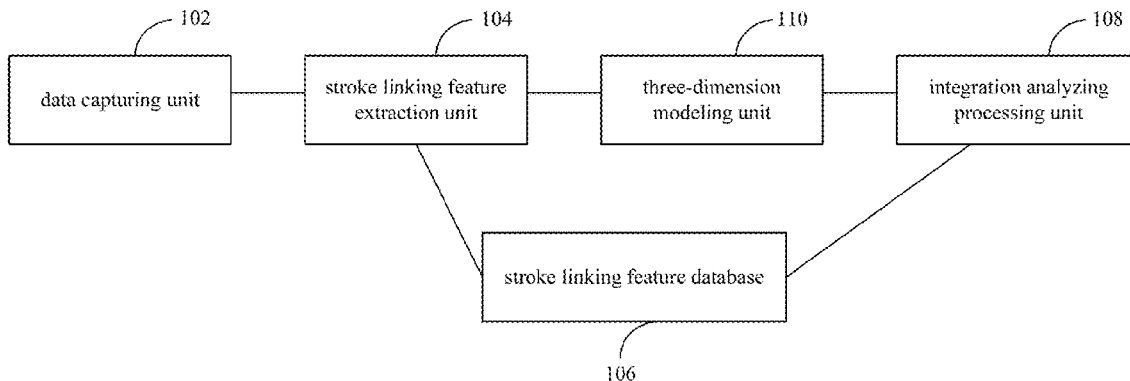 102
104
110
108
data capturing unit
stroke linking feature
extraction unit
three-dimension
modeling unit
integration analyzing
processing unit
stroke linking feature database
106